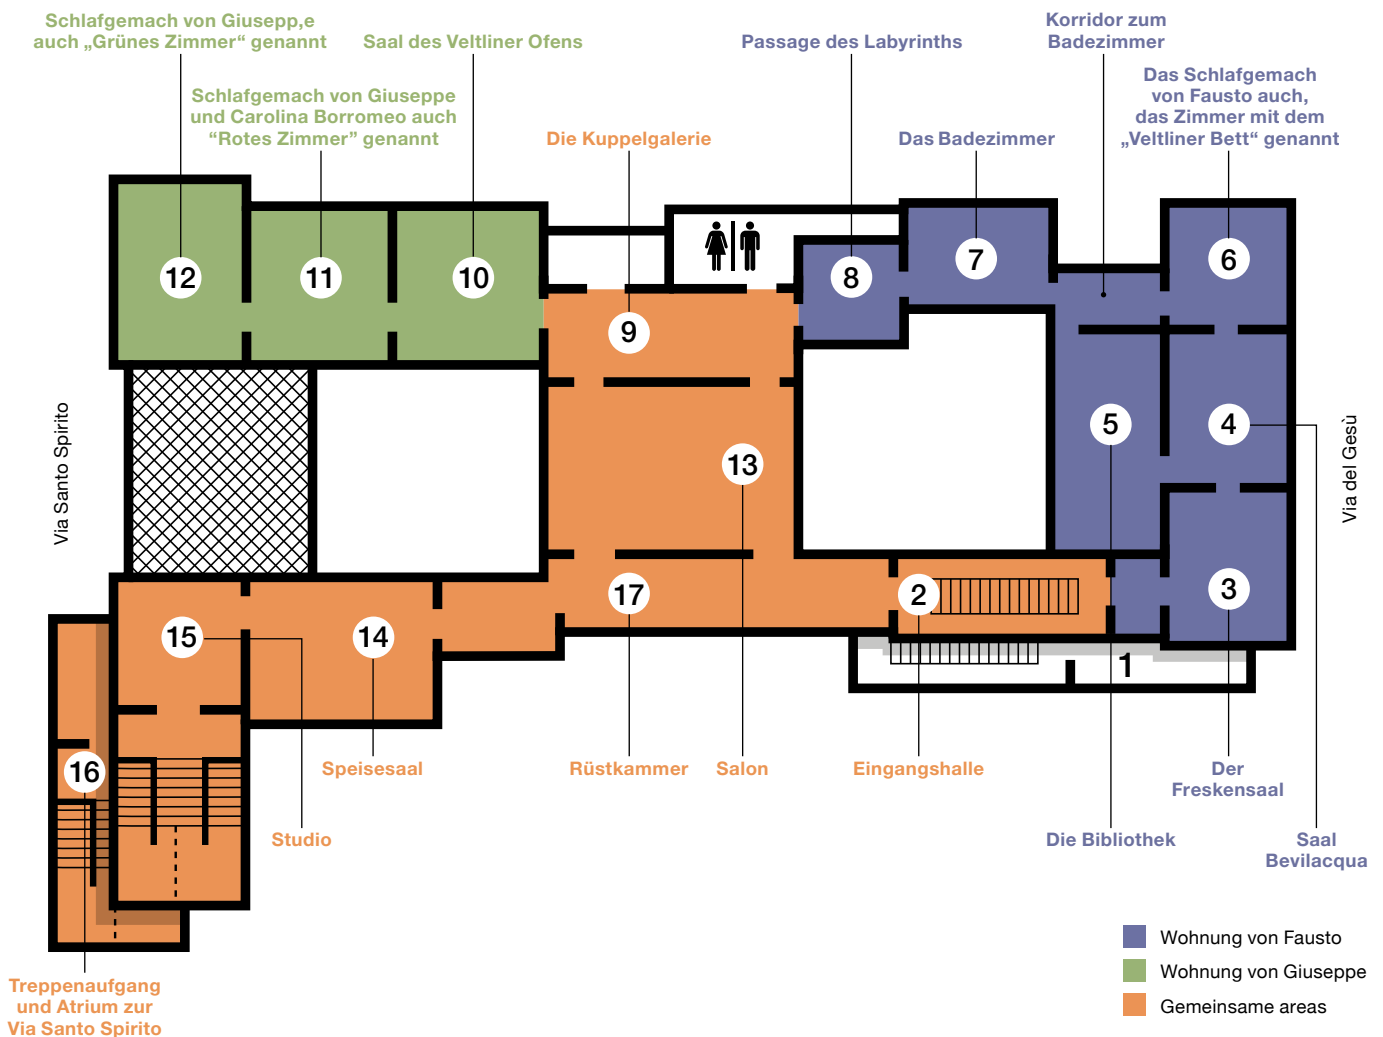 Schlafgemach von Giusepp,e
auch „Grünes Zimmer“ genannt
Saal des Veltliner Ofens
Schlafgemach von Giuseppe
und Carolina Borromeo auch
“Rotes Zimmer” genannt
Die Kuppelgalerie
Passage des Labyrinths
Das Badezimmer
Korridor zum
Badezimmer
Das Schlafgemach
von Fausto auch,
das Zimmer mit dem
„Veltliner Bett“ genannt
12
11
10
9
8
7
6
5
4
13
3
2
17
14
15
1
16
Via Santo Spirito
Via del Gesù
Speisesaal
Studio
Rüstkammer
Salon
Eingangshalle
Die Bibliothek
Der
Freskensaal
Saal
Bevilacqua
Treppenaufgang
und Atrium zur
Via Santo Spirito
Wohnung von Fausto
Wohnung von Giuseppe
Gemeinsame areas